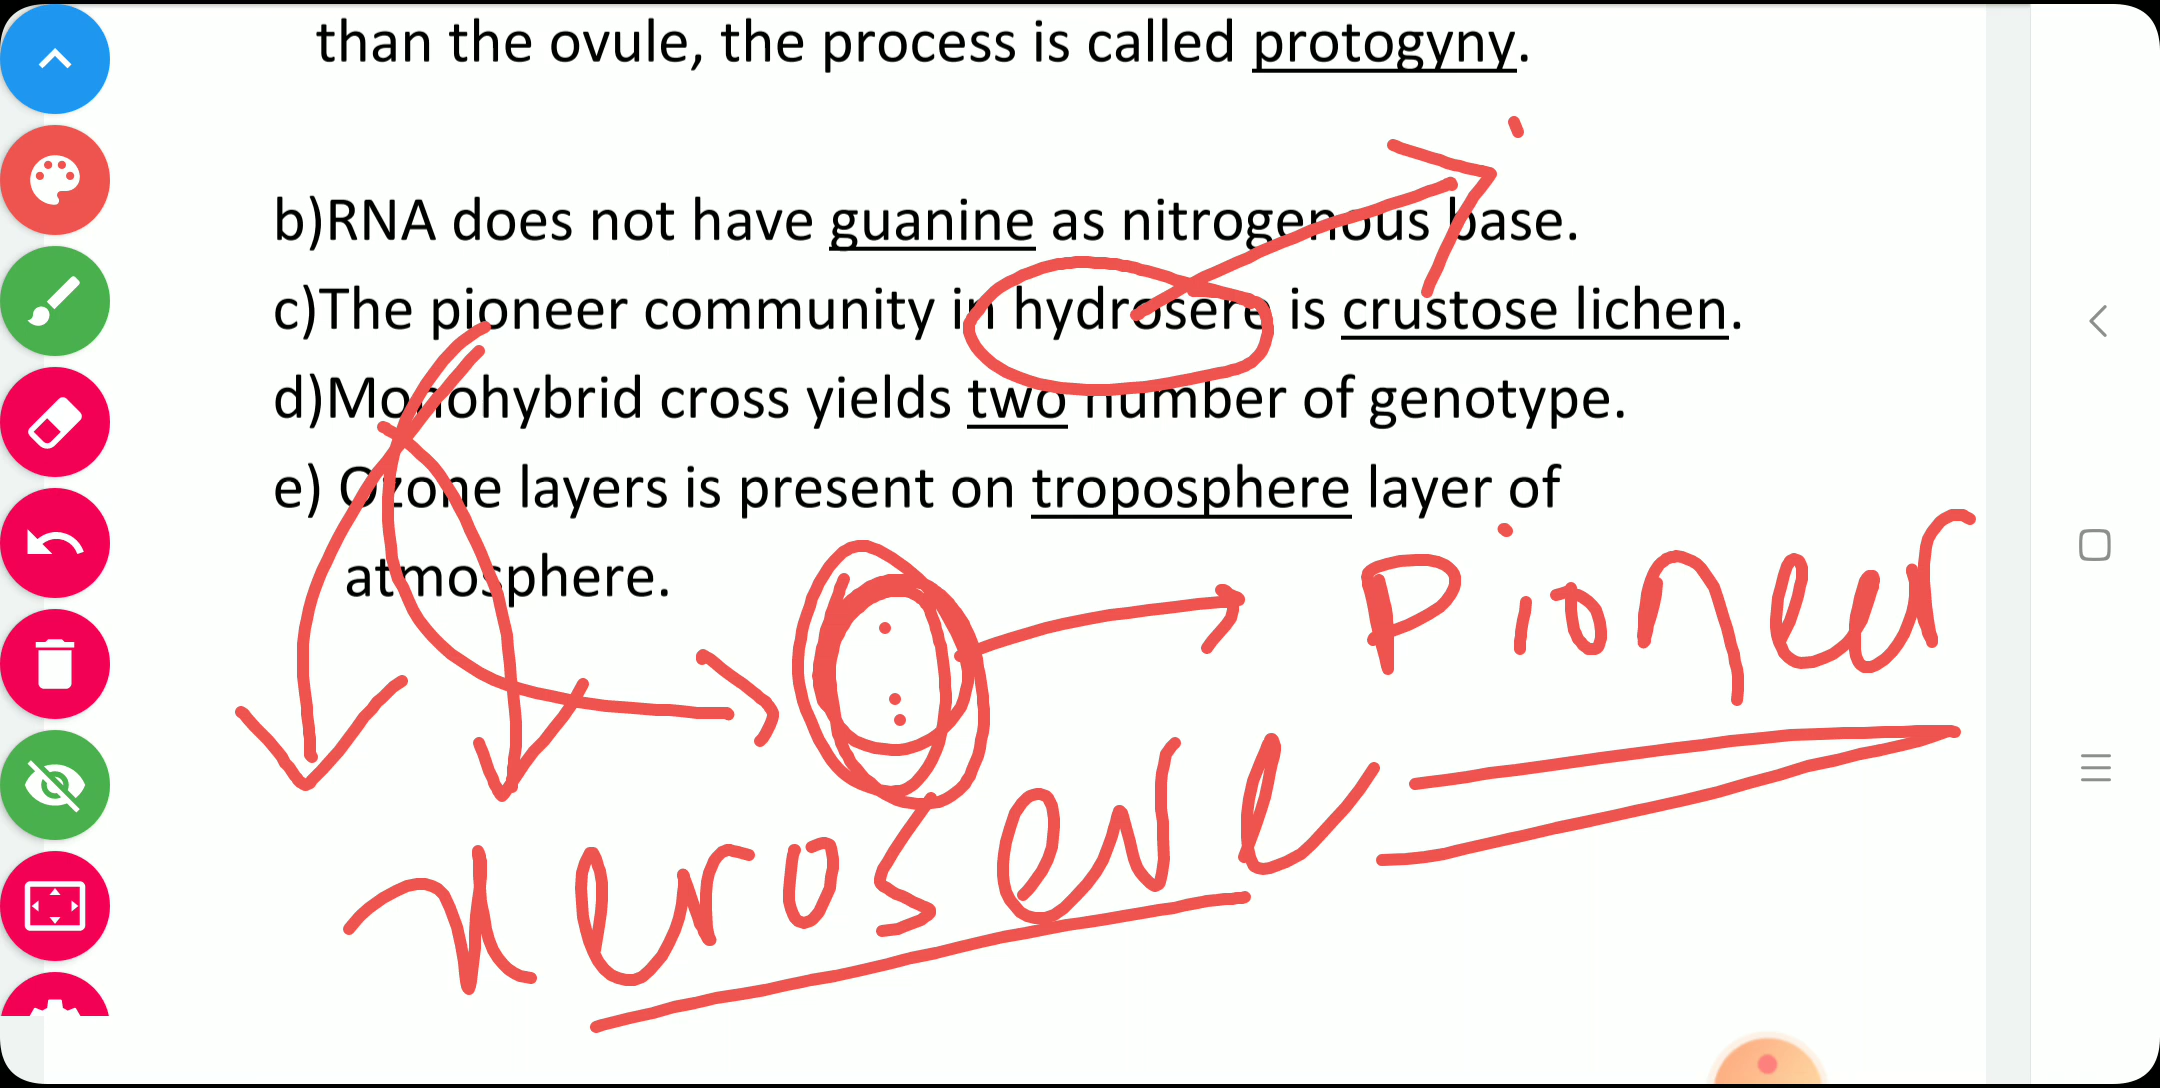 than the ovule, the process is called protogyny.
b)RNA does not have guanine as nitrogenous base.
c)The pioneer community in hydrosere is crustose lichen.
d)Monohybrid cross yields two number of genotype.
e) Ozone layers is present on troposphere layer of
atmosphere.
Pioneer
xerosere